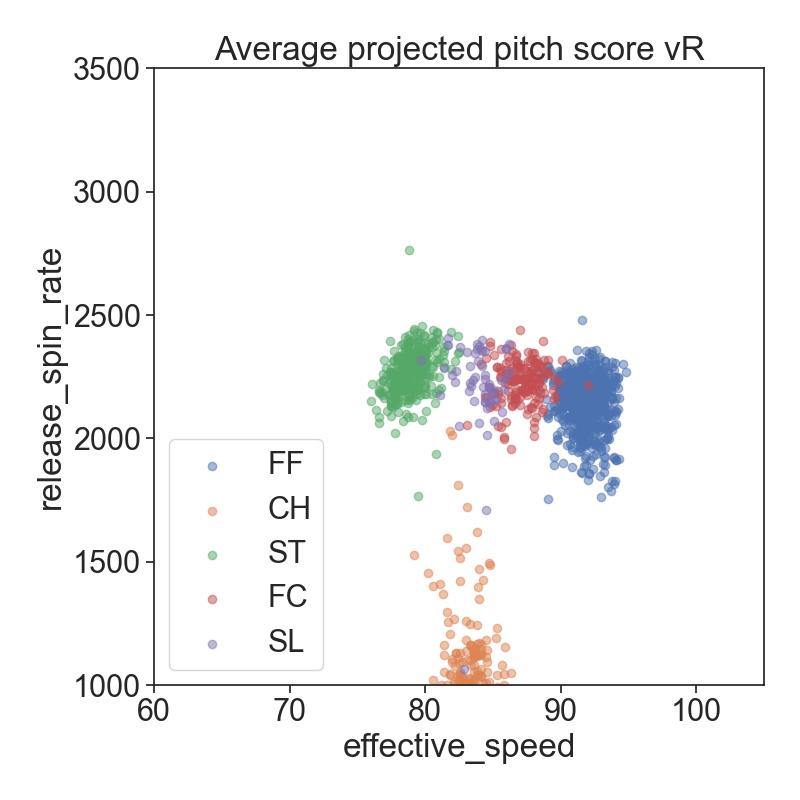 Average projected pitch score vR
3500
3000
2500
2000
1500
1000
release_spin_rate
FF
CH
ST
FC
SL
60
70
80
90
100
effective_speed